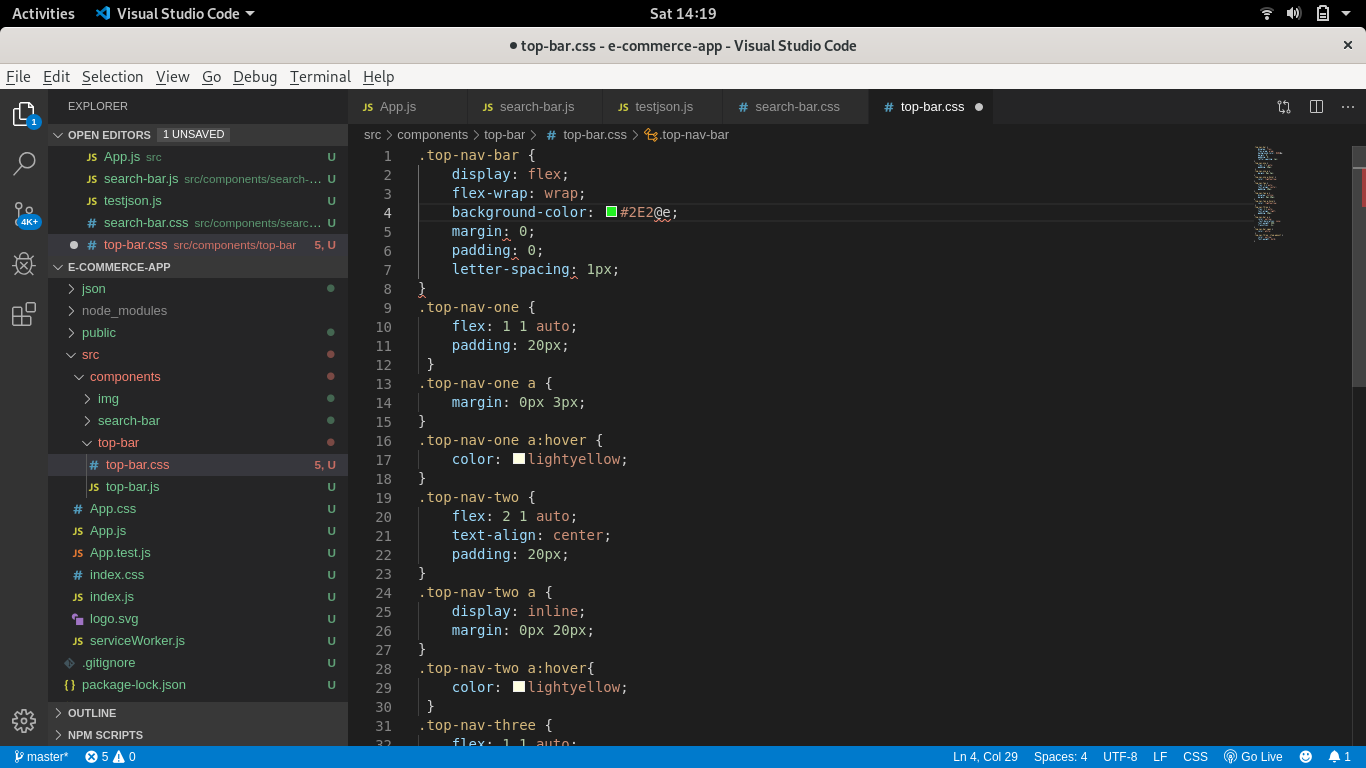 Activities Visual Studio Code Sat 14:19
● top-bar.css - e-commerce-app - Visual Studio Code ×
File Edit Selection View Go Debug Terminal Help
EXPLORER
OPEN EDITORS 1 UNSAVED
JS App.js src U
JS search-bar.js src/components/search-... U
JS testjson.js U
# search-bar.css src/components/searc... U
● # top-bar.css src/components/top-bar 5, U
E-COMMERCE-APP
json
node_modules
public
src
components
img
search-bar
top-bar
# top-bar.css 5, U
JS top-bar.js U
# App.css U
JS App.js U
JS App.test.js U
# index.css U
JS index.js U
logo.svg U
JS serviceWorker.js U
.gitignore U
{} package-lock.json U
OUTLINE
NPM SCRIPTS
1
4K+
JS App.js JS search-bar.js JS testjson.js # search-bar.css # top-bar.css ●
src > components > top-bar > # top-bar.css > .top-nav-bar
1 .top-nav-bar {
2 display: flex;
3 flex-wrap: wrap;
4 background-color: #2E2@e;
5 margin: 0;
6 padding: 0;
7 letter-spacing: 1px;
8 }
9 .top-nav-one {
10 flex: 1 1 auto;
11 padding: 20px;
12 }
13 .top-nav-one a {
14 margin: 0px 3px;
15 }
16 .top-nav-one a:hover {
17 color: lightyellow;
18 }
19 .top-nav-two {
20 flex: 2 1 auto;
21 text-align: center;
22 padding: 20px;
23 }
24 .top-nav-two a {
25 display: inline;
26 margin: 0px 20px;
27 }
28 .top-nav-two a:hover{
29 color: lightyellow;
30 }
31 .top-nav-three {
32 flex: 1 1 auto;
master* 5 0 Ln 4, Col 29 Spaces: 4 UTF-8 LF CSS Go Live 1